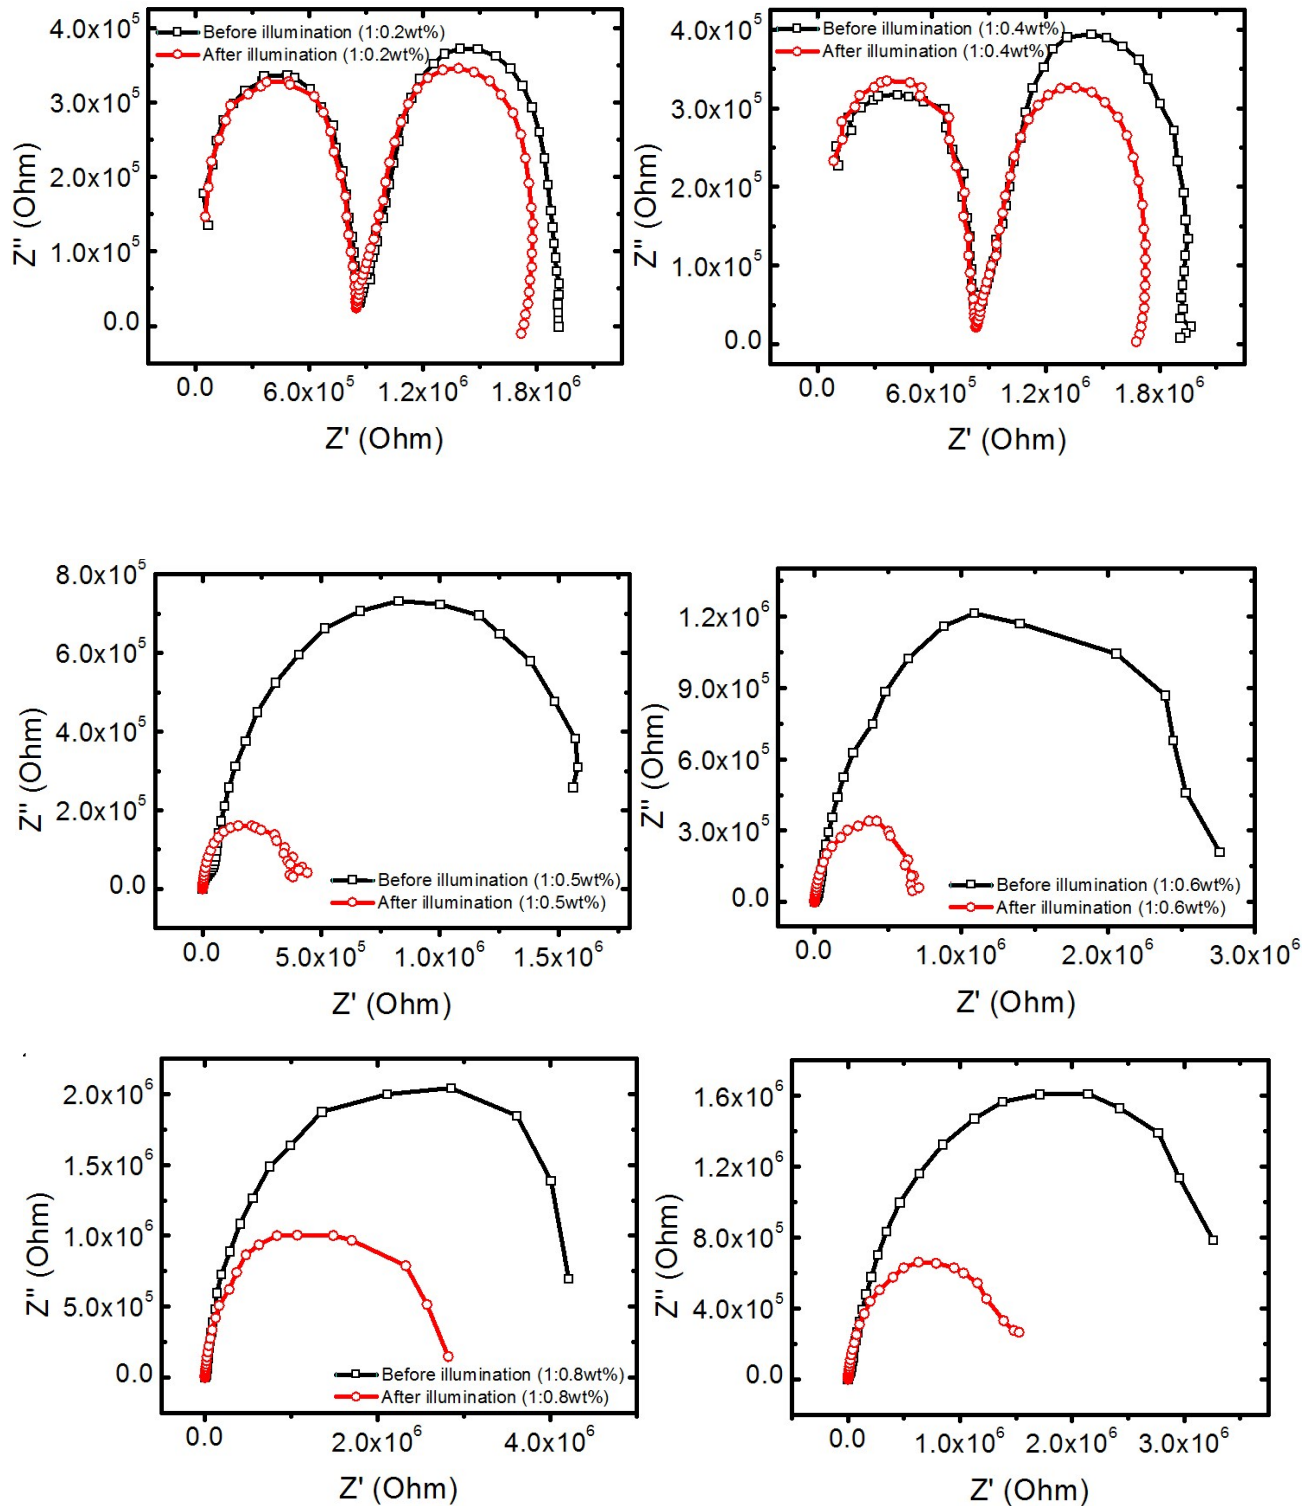 4.0x10^5
3.0x10^5
2.0x10^5
1.0x10^5
0.0
Z" (Ohm)
Before illumination (1:0.2wt%)
After illumination (1:0.2wt%)
0.0
6.0x10^5
1.2x10^6
1.8x10^6
Z' (Ohm)
4.0x10^5
3.0x10^5
2.0x10^5
1.0x10^5
0.0
Z" (Ohm)
Before illumination (1:0.4wt%)
After illumination (1:0.4wt%)
0.0
6.0x10^5
1.2x10^6
1.8x10^6
Z' (Ohm)
8.0x10^5
6.0x10^5
4.0x10^5
2.0x10^5
0.0
Z" (Ohm)
Before illumination (1:0.5wt%)
After illumination (1:0.5wt%)
0.0
5.0x10^5
1.0x10^6
1.5x10^6
Z' (Ohm)
1.2x10^6
9.0x10^5
6.0x10^5
3.0x10^5
0.0
Z" (Ohm)
Before illumination (1:0.6wt%)
After illumination (1:0.6wt%)
0.0
1.0x10^6
2.0x10^6
3.0x10^6
Z' (Ohm)
2.0x10^6
1.5x10^6
1.0x10^6
5.0x10^5
0.0
Z" (Ohm)
Before illumination (1:0.8wt%)
After illumination (1:0.8wt%)
0.0
2.0x10^6
4.0x10^6
Z' (Ohm)
1.6x10^6
1.2x10^6
8.0x10^5
4.0x10^5
0.0
Z" (Ohm)
0.0
1.0x10^6
2.0x10^6
3.0x10^6
Z' (Ohm)